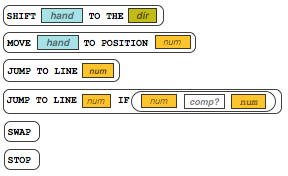 SHIFT hand TO THE dir
MOVE hand TO POSITION num
JUMP TO LINE num
JUMP TO LINE num IF num comp? num
SWAP
STOP